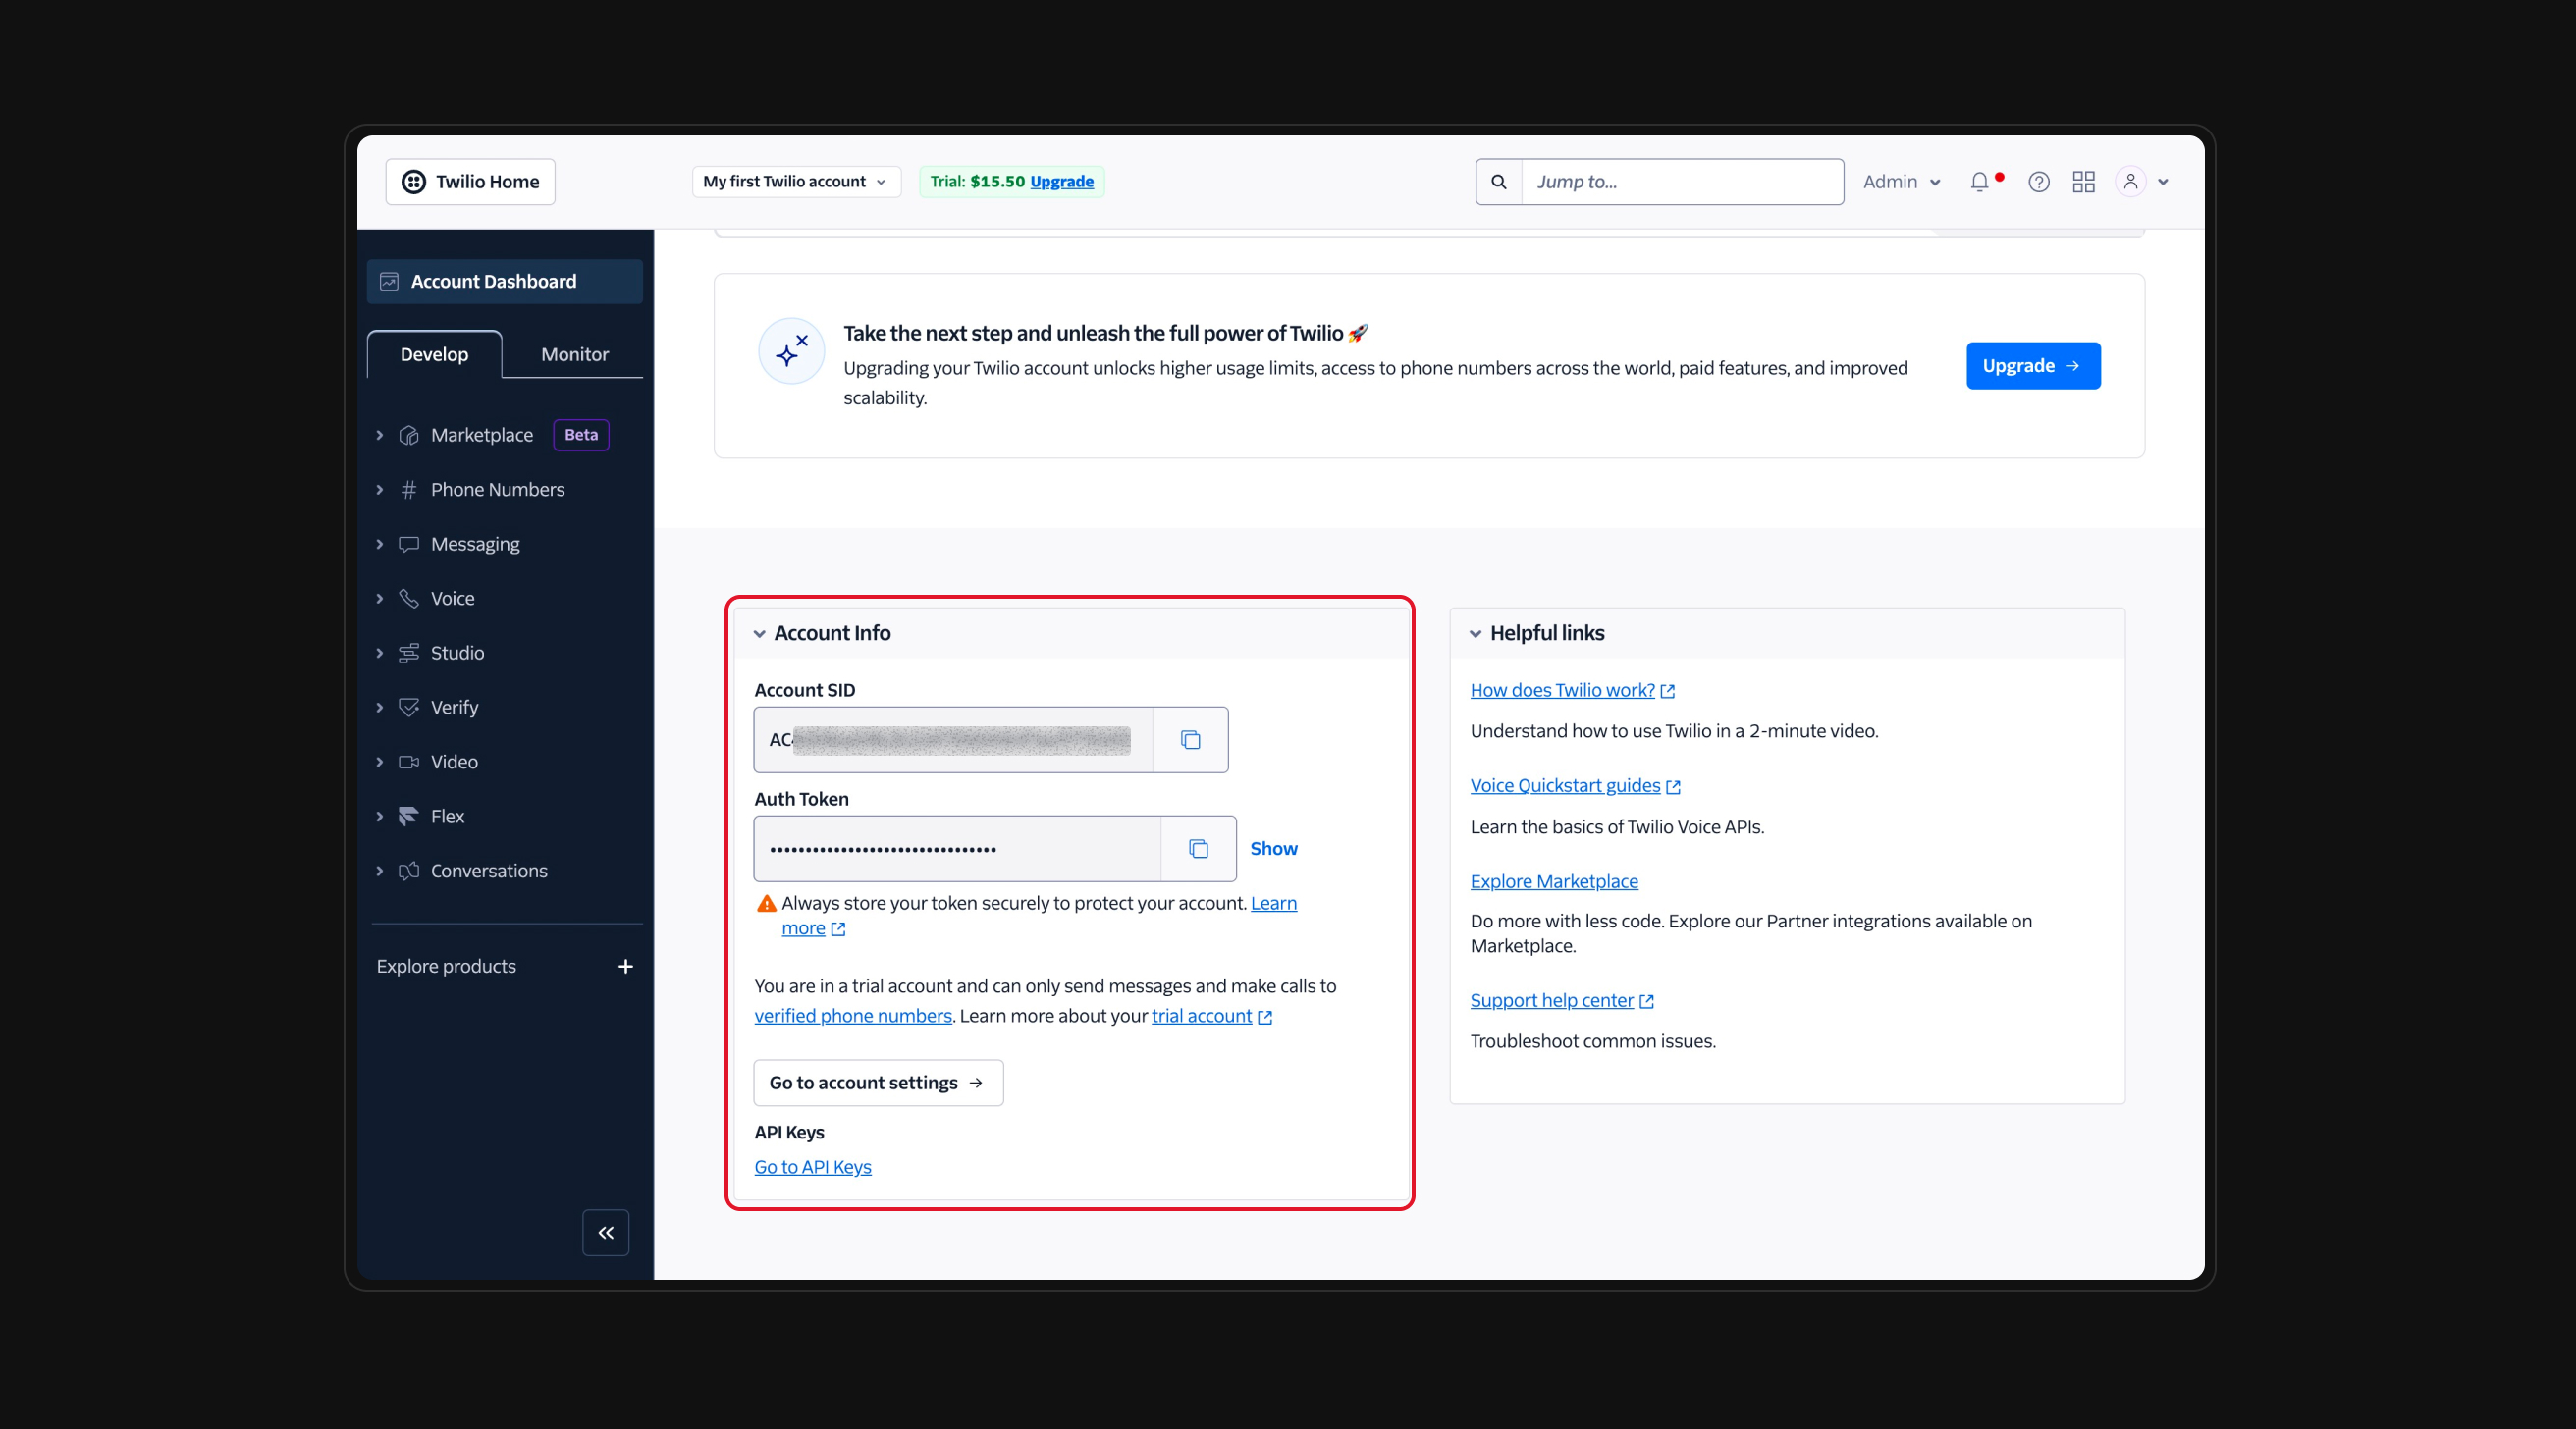 Twilio Home
My first Twilio account
Trial: $15.50 Upgrade
Jump to...
Admin
Account Dashboard
Develop
Monitor
Marketplace
Beta
Phone Numbers
Messaging
Voice
Studio
Verify
Video
Flex
Conversations
Explore products
Take the next step and unleash the full power of Twilio 🚀
Upgrading your Twilio account unlocks higher usage limits, access to phone numbers across the world, paid features, and improved
scalability.
Upgrade
Account Info
Account SID
AC
Auth Token
••••••••••••••••••••••••••••••••
Show
Always store your token securely to protect your account. Learn
more
You are in a trial account and can only send messages and make calls to
verified phone numbers. Learn more about your trial account
Go to account settings
API Keys
Go to API Keys
Helpful links
How does Twilio work?
Understand how to use Twilio in a 2-minute video.
Voice Quickstart guides
Learn the basics of Twilio Voice APIs.
Explore Marketplace
Do more with less code. Explore our Partner integrations available on
Marketplace.
Support help center
Troubleshoot common issues.